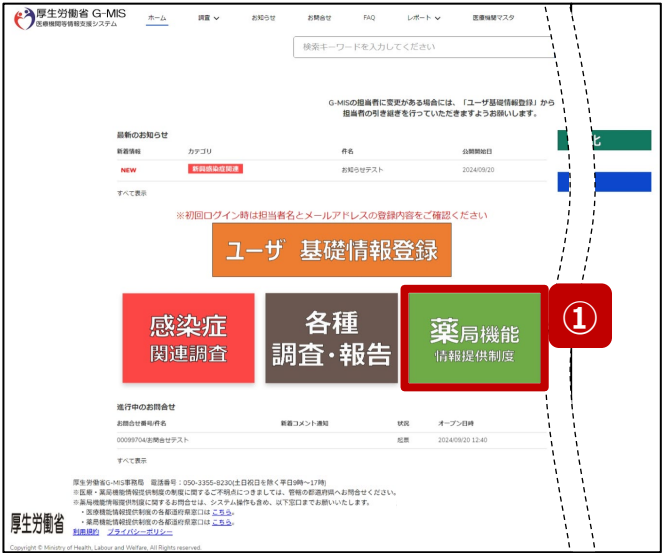 厚生労働省 G-MIS
医療機関等情報支援システム
ホーム 調査 お知らせ お問合せ FAQ レポート 医療機関マスタ
検索キーワードを入力してください
G-MISの担当者に変更がある場合には、「ユーザ基礎情報登録」から
担当者の引き継ぎを行っていただきますようお願いします。
最新のお知らせ
新着情報 カテゴリ 件名 公開開始日
NEW 新興感染症関連 お知らせテスト 2024/09/20
すべて表示
化
※初回ログイン時は担当者名とメールアドレスの登録内容をご確認ください
ユーザ 基礎情報登録
感染症
関連調査
各種
調査・報告
薬局機能
情報提供制度
①
進行中のお問合せ
お問合せ番号/件名 新着コメント通知 状況 オープン日時
00099704/お問合せテスト 起票 2024/09/20 12:40
すべて表示
厚生労働省G-MIS事務局 電話番号：050-3355-8230(土日祝日を除く平日9時～17時)
※医療・薬局機能情報提供制度の制度に関するご不明点につきましては、管轄の都道府県へお問合せください。
※薬局機能情報提供制度に関するお問合せは、システム操作も含め、以下窓口までお願いいたします。
・医療機能情報提供制度の各都道府県窓口は こちら。
・薬局機能情報提供制度の各都道府県窓口は こちら。
利用規約 プライバシーポリシー
厚生労働省
Copyright © Ministry of Health, Labour and Welfare, All Rights reserved.